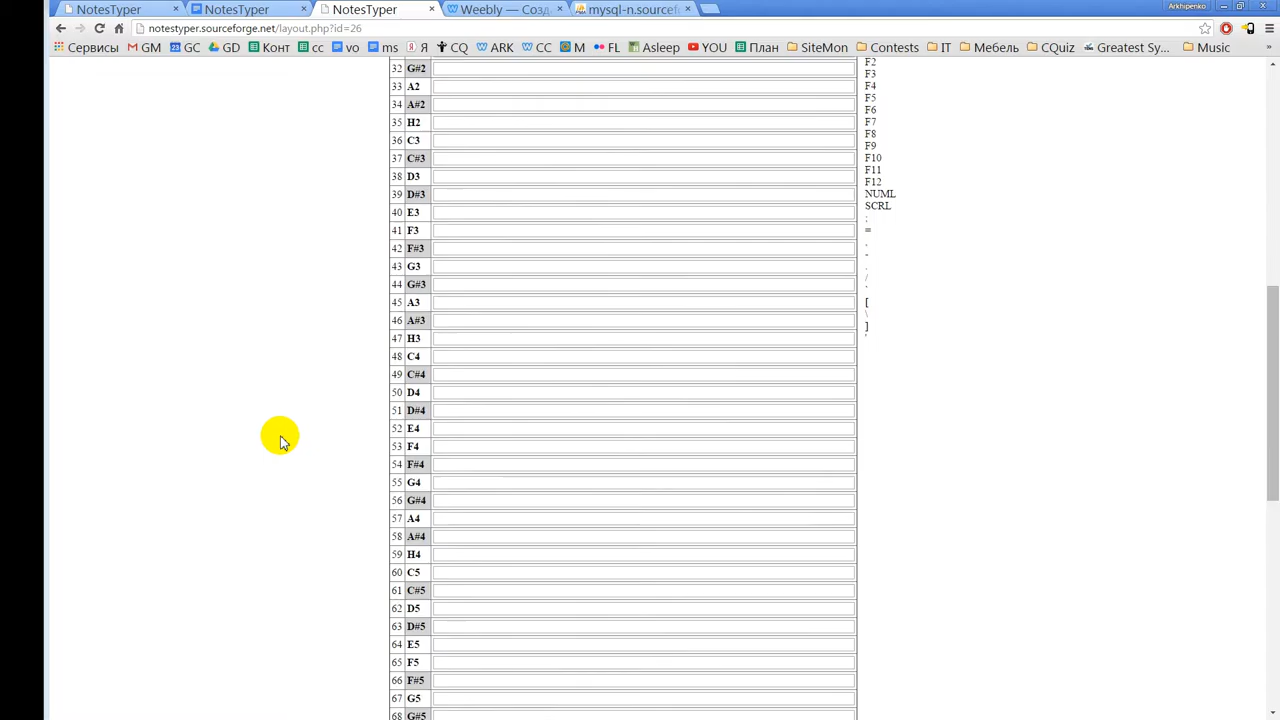 NotesTyper NotesTyper NotesTyper Weebly — Созд mysql-n.sourcef Arkhipenko
notestyper.sourceforge.net/layout.php?id=26
Сервисы GM GC GD Конт cc vo ms Я CQ ARK CC M FL Asleep YOU План SiteMon Contests IT Мебель CQuiz Greatest Sy... Music
32 G#2
33 A2
34 A#2
35 H2
36 C3
37 C#3
38 D3
39 D#3
40 E3
41 F3
42 F#3
43 G3
44 G#3
45 A3
46 A#3
47 H3
48 C4
49 C#4
50 D4
51 D#4
52 E4
53 F4
54 F#4
55 G4
56 G#4
57 A4
58 A#4
59 H4
60 C5
61 C#5
62 D5
63 D#5
64 E5
65 F5
66 F#5
67 G5
68 G#5
F2
F3
F4
F5
F6
F7
F8
F9
F10
F11
F12
NUML
SCRL
;
=
-
.
/
`
[
\
]
'